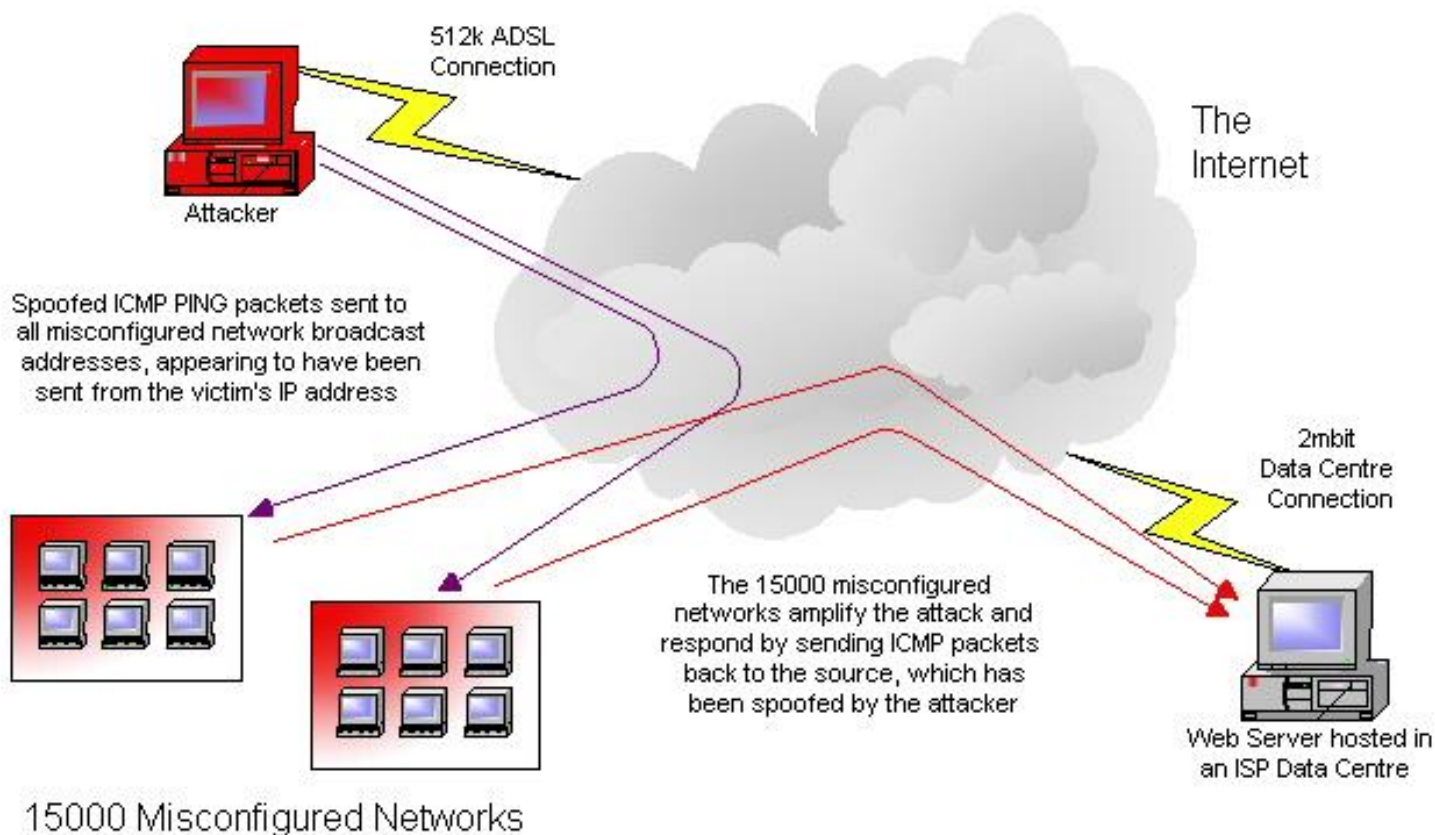 512k ADSL
Connection
The
Internet
Attacker
Spoofed ICMP PING packets sent to
all misconfigured network broadcast
addresses, appearing to have been
sent from the victim's IP address
2mbit
Data Centre
Connection
The 15000 misconfigured
networks amplify the attack and
respond by sending ICMP packets
back to the source, which has
been spoofed by the attacker
Web Server hosted in
an ISP Data Centre
15000 Misconfigured Networks